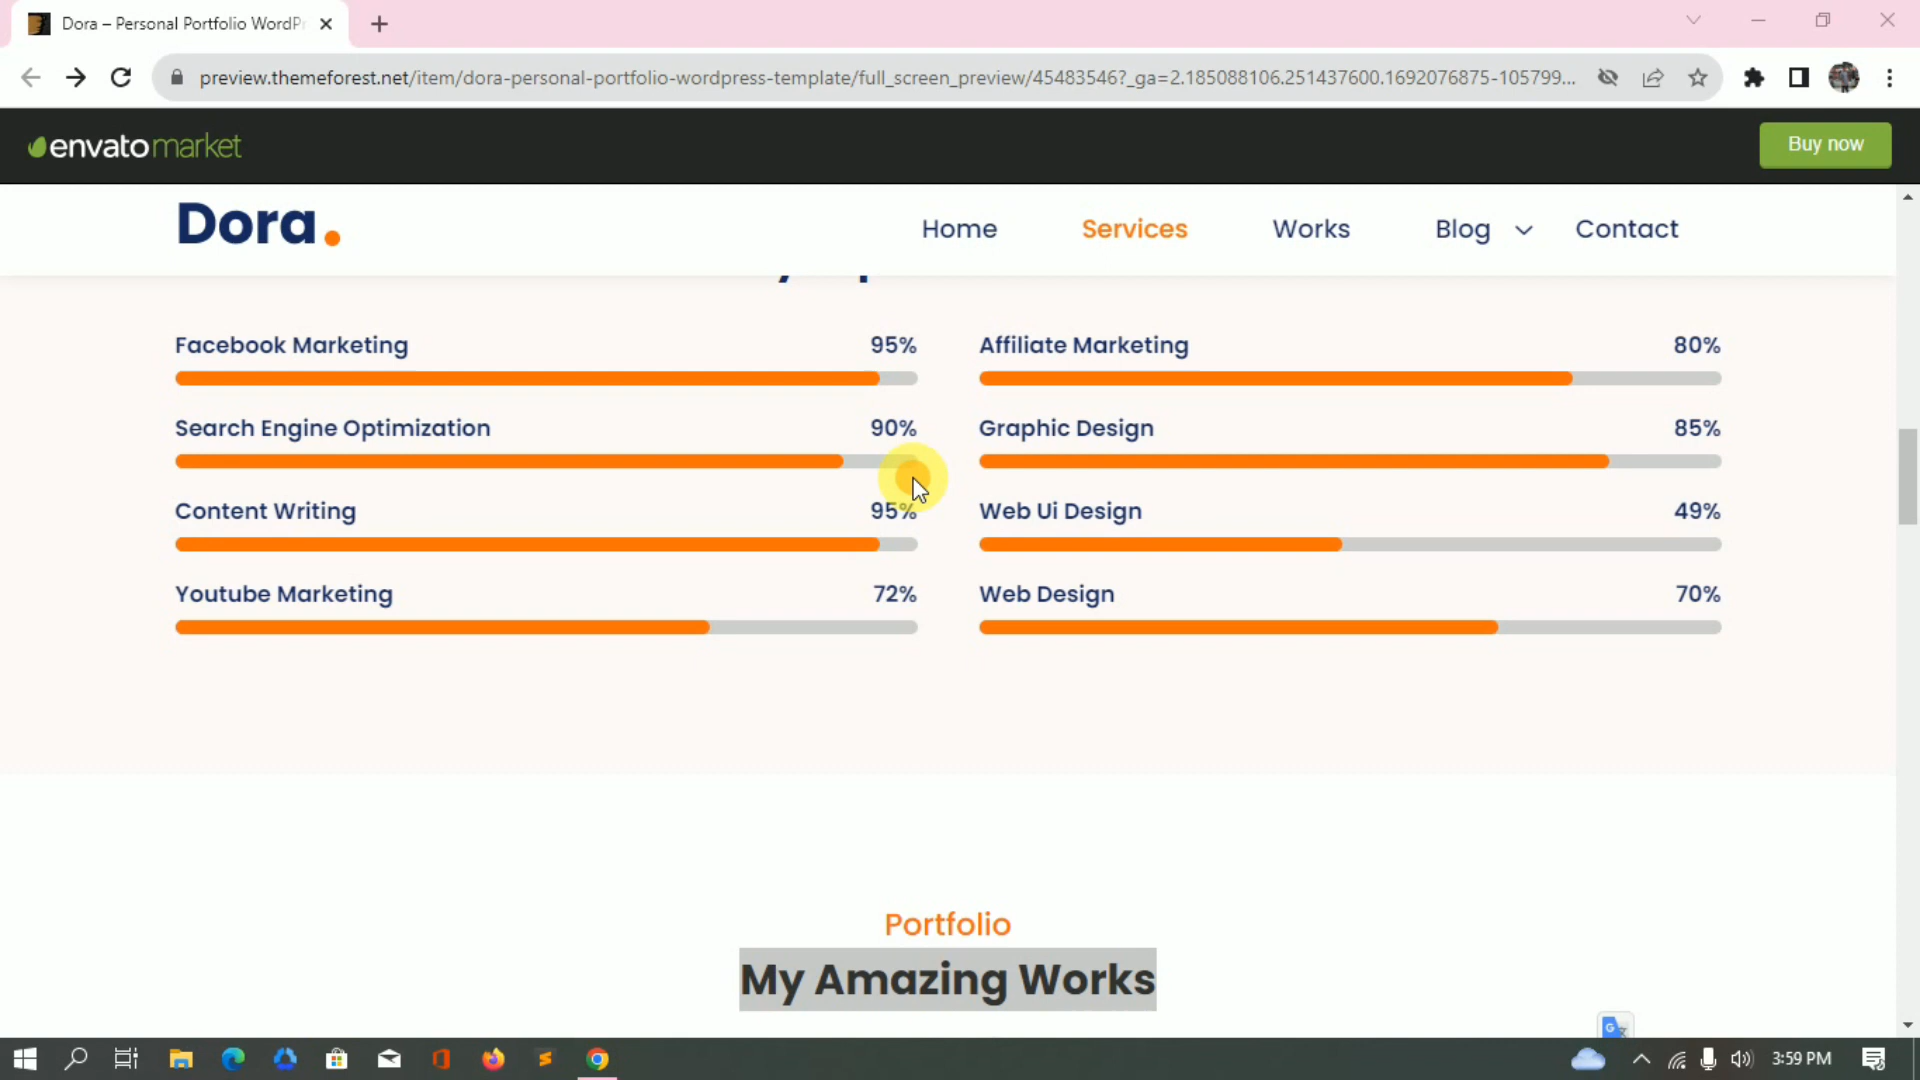 Dora – Personal Portfolio WordPr
preview.themeforest.net/item/dora-personal-portfolio-wordpress-template/full_screen_preview/45483546?_ga=2.185088106.251437600.1692076875-105799...
envatomarket
Buy now
Dora.
Home Services Works Blog Contact
Facebook Marketing 95%
Affiliate Marketing 80%
Search Engine Optimization 90%
Graphic Design 85%
Content Writing 95%
Web Ui Design 49%
Youtube Marketing 72%
Web Design 70%
Portfolio
My Amazing Works
3:59 PM